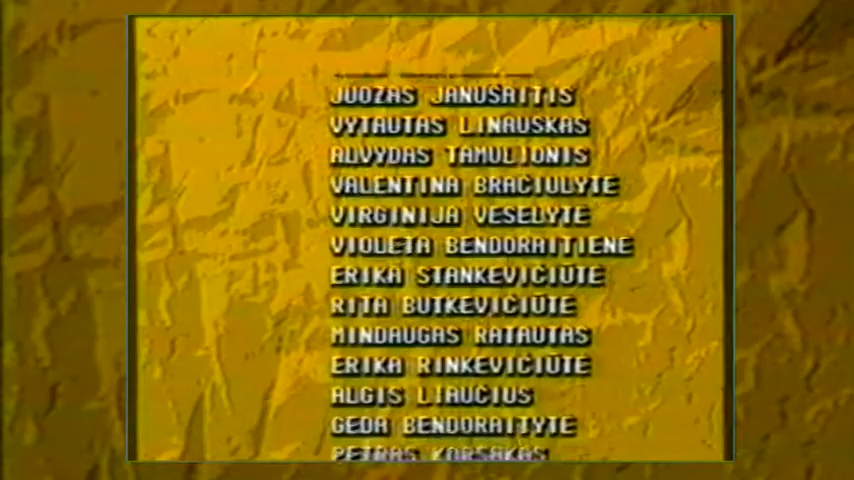 JUOZAS JANUŠAITIS
VYTAUTAS LINAUSKAS
ALVYDAS TAMULIONIS
VALENTINA BRAČIULYTĖ
VIRGINIJA VESELYTĖ
VIOLETA BENDORAITIENĖ
ERIKA STANKEVIČIŪTĖ
RITA BUTKEVIČIŪTĖ
MINDAUGAS RATAUTAS
ERIKA RINKEVIČIŪTĖ
ALGIS LIAUČIUS
GEDA BENDORAITYTĖ
PETRAS KORSAKAS